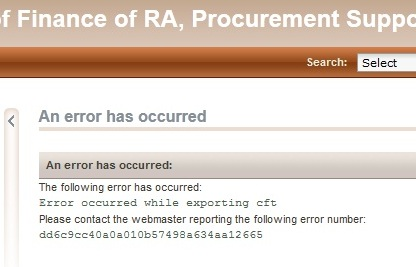 of Finance of RA, Procurement Suppo
Search: Select
An error has occurred
An error has occurred:
The following error has occurred:
Error occurred while exporting cft
Please contact the webmaster reporting the following error number:
dd6c9cc40a0a010b57498a634aa12665